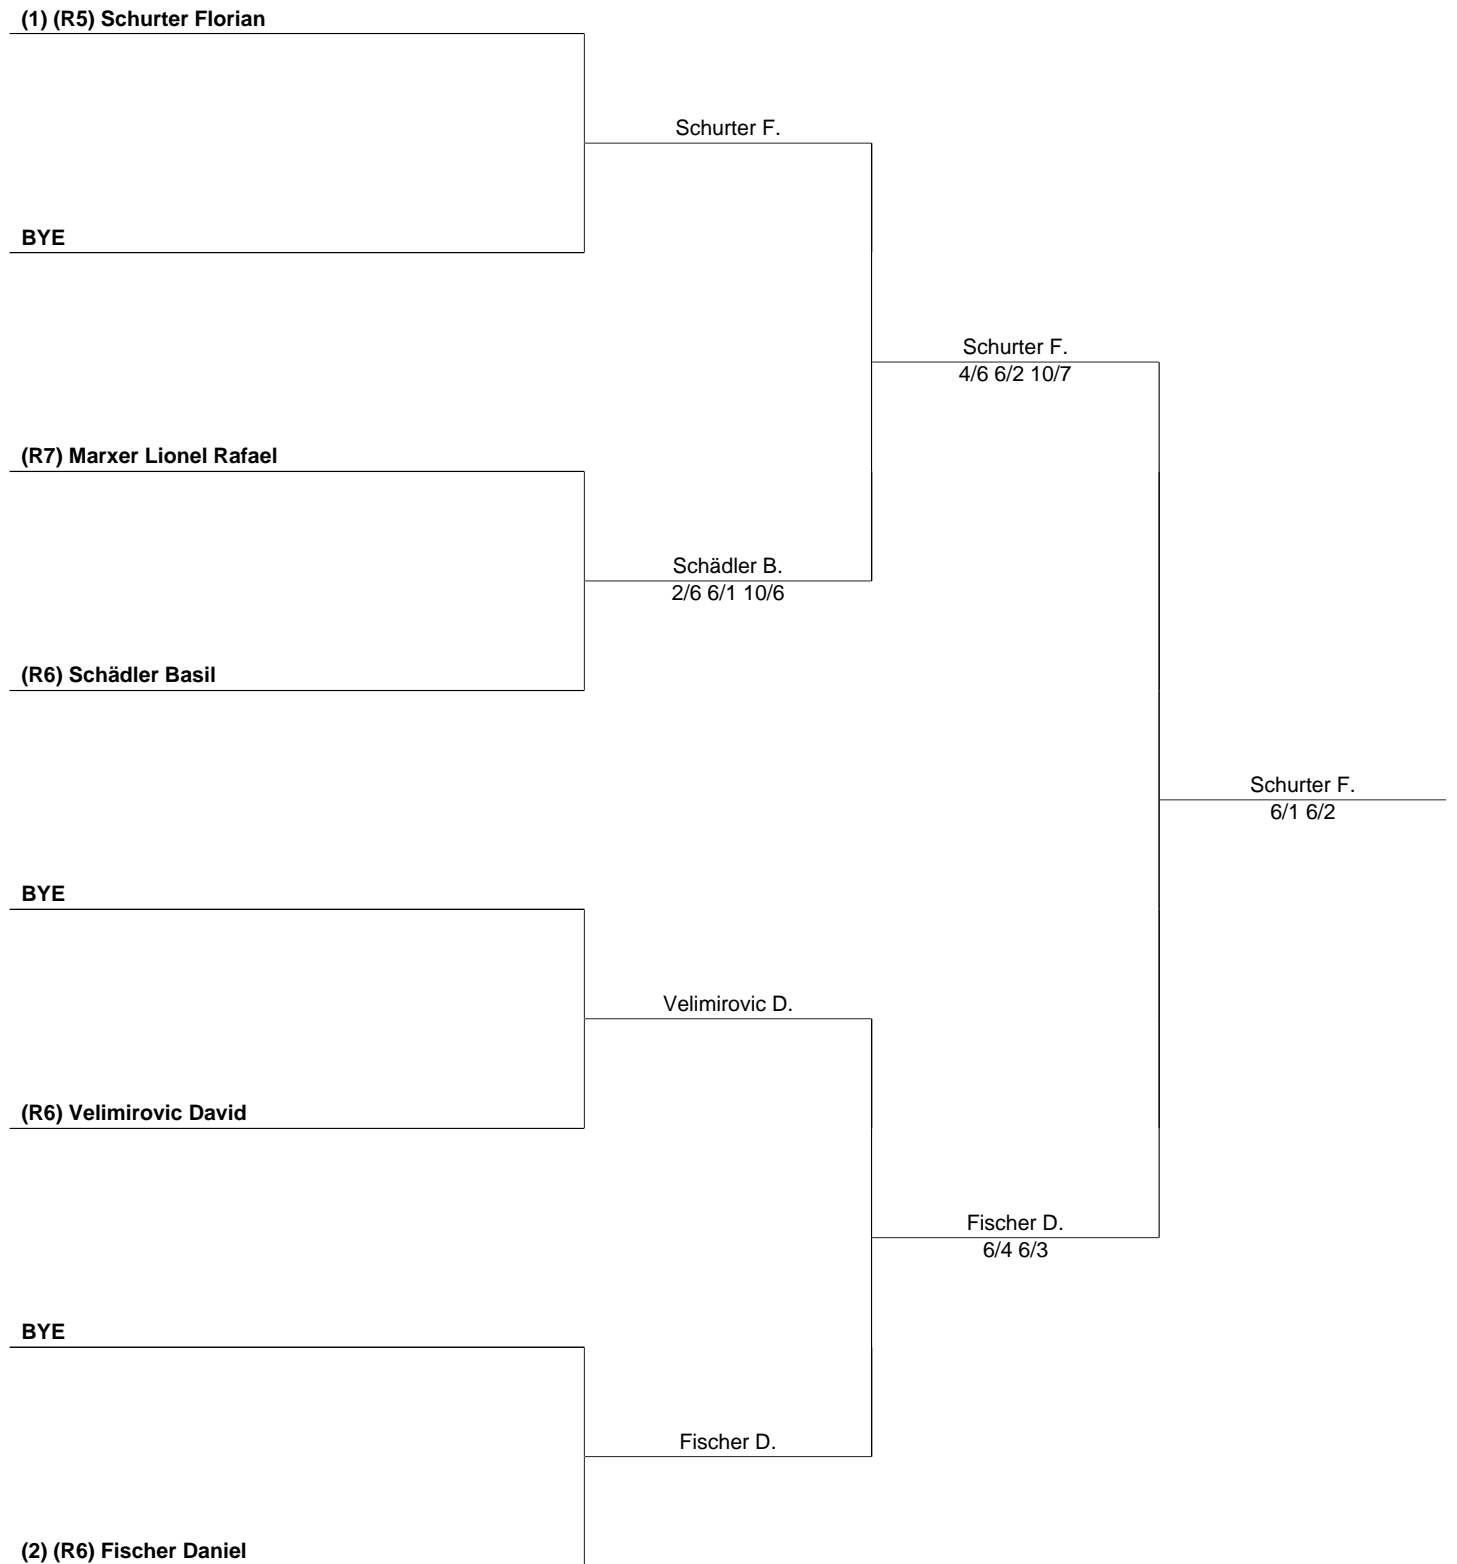 (1) (R5) Schurter Florian
Schurter F.
BYE
Schurter F.
4/6 6/2 10/7
(R7) Marxer Lionel Rafael
Schädler B.
2/6 6/1 10/6
(R6) Schädler Basil
Schurter F.
6/1 6/2
BYE
Velimirovic D.
(R6) Velimirovic David
Fischer D.
6/4 6/3
BYE
Fischer D.
(2) (R6) Fischer Daniel